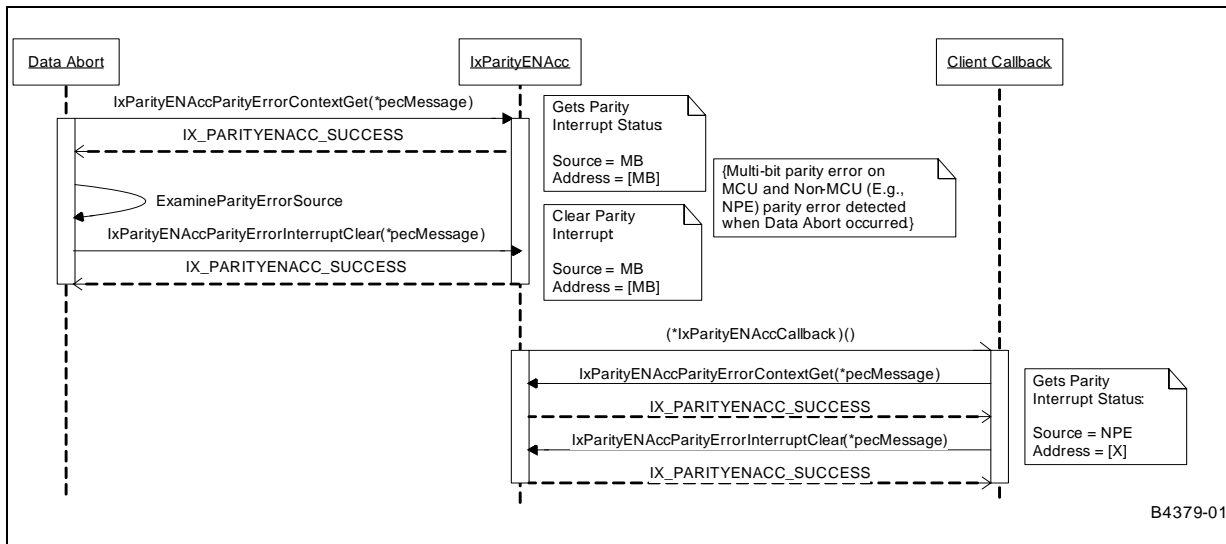 Data Abort
IxParityENAcc
Client Callback
IxParityENAccParityErrorContextGet(*pecMessage)
IX_PARITYENACC_SUCCESS
ExamineParityErrorSource
IxParityENAccParityErrorInterruptClear(*pecMessage)
IX_PARITYENACC_SUCCESS
Gets Parity
Interrupt Status:
Source = MB
Address = [MB]
{Multi-bit parity error on
MCU and Non-MCU (E.g.,
NPE) parity error detected
when Data Abort occurred.}
Clear Parity
Interrupt:
Source = MB
Address = [MB]
(*IxParityENAccCallback)()
IxParityENAccParityErrorContextGet(*pecMessage)
IX_PARITYENACC_SUCCESS
IxParityENAccParityErrorInterruptClear(*pecMessage)
IX_PARITYENACC_SUCCESS
Gets Parity
Interrupt Status:
Source = NPE
Address = [X]
B4379-01